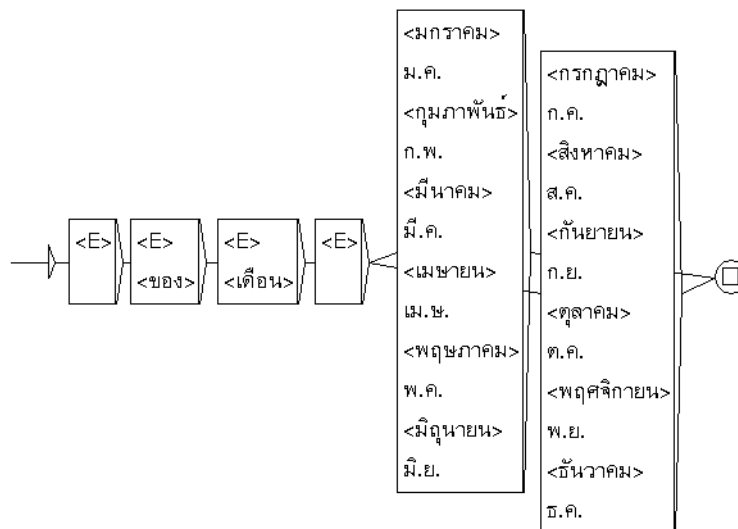 <E>
<E>
<ของ>
<E>
<เดือน>
<E>
<มกราคม>
ม.ค.
<กุมภาพันธ์>
ก.พ.
<มีนาคม>
มี.ค.
<เมษายน>
เม.ษ.
<พฤษภาคม>
พ.ค.
<มิถุนายน>
มิ.ย.
<กรกฎาคม>
ก.ค.
<สิงหาคม>
ส.ค.
<กันยายน>
ก.ย.
<ตุลาคม>
ต.ค.
<พฤศจิกายน>
พ.ย.
<ธันวาคม>
ธ.ค.